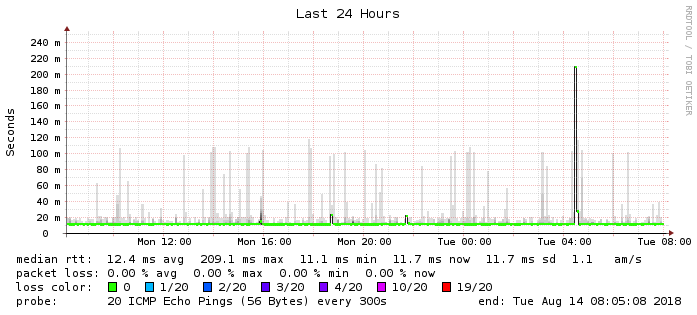 Last 24 Hours
RRDTOOL / TOBI OETIKER
Seconds
240 m
220 m
200 m
180 m
160 m
140 m
120 m
100 m
80 m
60 m
40 m
20 m
0
Mon 12:00 Mon 16:00 Mon 20:00 Tue 00:00 Tue 04:00 Tue 08:00
median rtt: 12.4 ms avg 209.1 ms max 11.1 ms min 11.7 ms now 11.7 ms sd 1.1 am/s
packet loss: 0.00 % avg 0.00 % max 0.00 % min 0.00 % now
loss color: 0 1/20 2/20 3/20 4/20 10/20 19/20
probe: 20 ICMP Echo Pings (56 Bytes) every 300s end: Tue Aug 14 08:05:08 2018